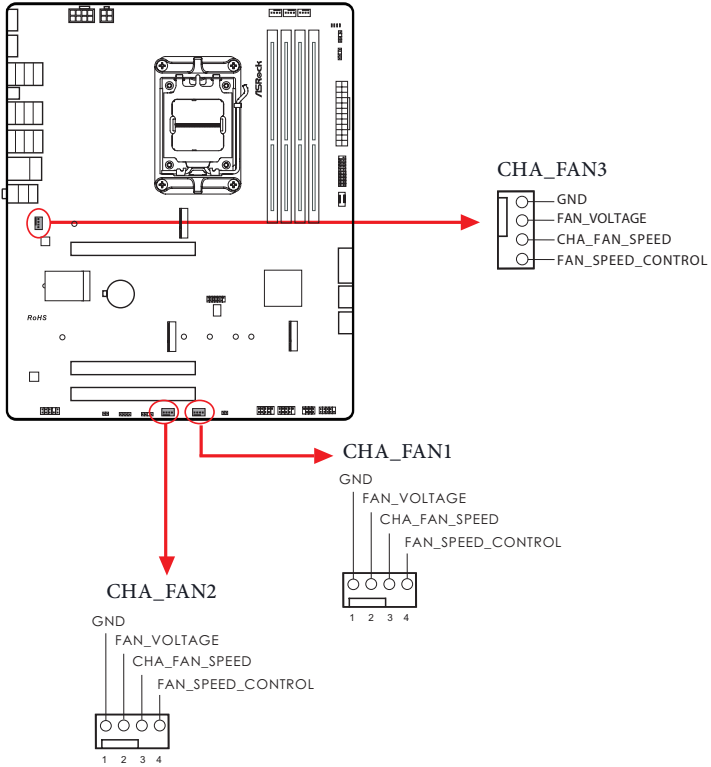 ASRock
CHA_FAN3
GND
FAN_VOLTAGE
CHA_FAN_SPEED
FAN_SPEED_CONTROL
RoHS
CHA_FAN1
GND
FAN_VOLTAGE
CHA_FAN_SPEED
FAN_SPEED_CONTROL
1 2 3 4
CHA_FAN2
GND
FAN_VOLTAGE
CHA_FAN_SPEED
FAN_SPEED_CONTROL
1 2 3 4